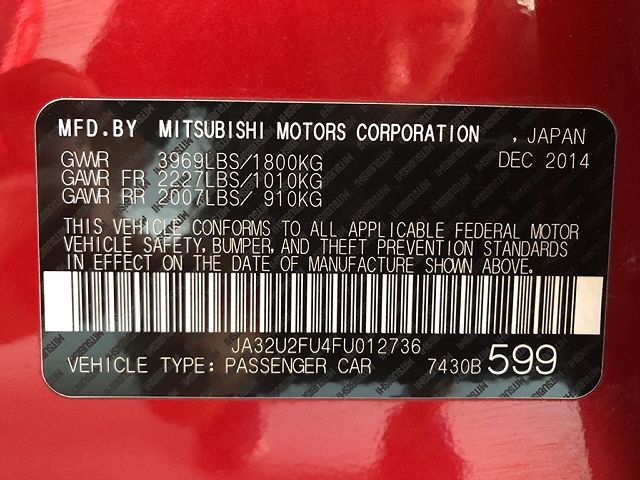 MFD.BY MITSUBISHI MOTORS CORPORATION , JAPAN
GVWR 3969LBS/1800KG DEC 2014
GAWR FR 2227LBS/1010KG
GAWR RR 2007LBS/ 910KG
THIS VEHICLE CONFORMS TO ALL APPLICABLE FEDERAL MOTOR
VEHICLE SAFETY, BUMPER, AND THEFT PREVENTION STANDARDS
IN EFFECT ON THE DATE OF MANUFACTURE SHOWN ABOVE.
JA32U2FU4FU012736
VEHICLE TYPE: PASSENGER CAR 7430B 599